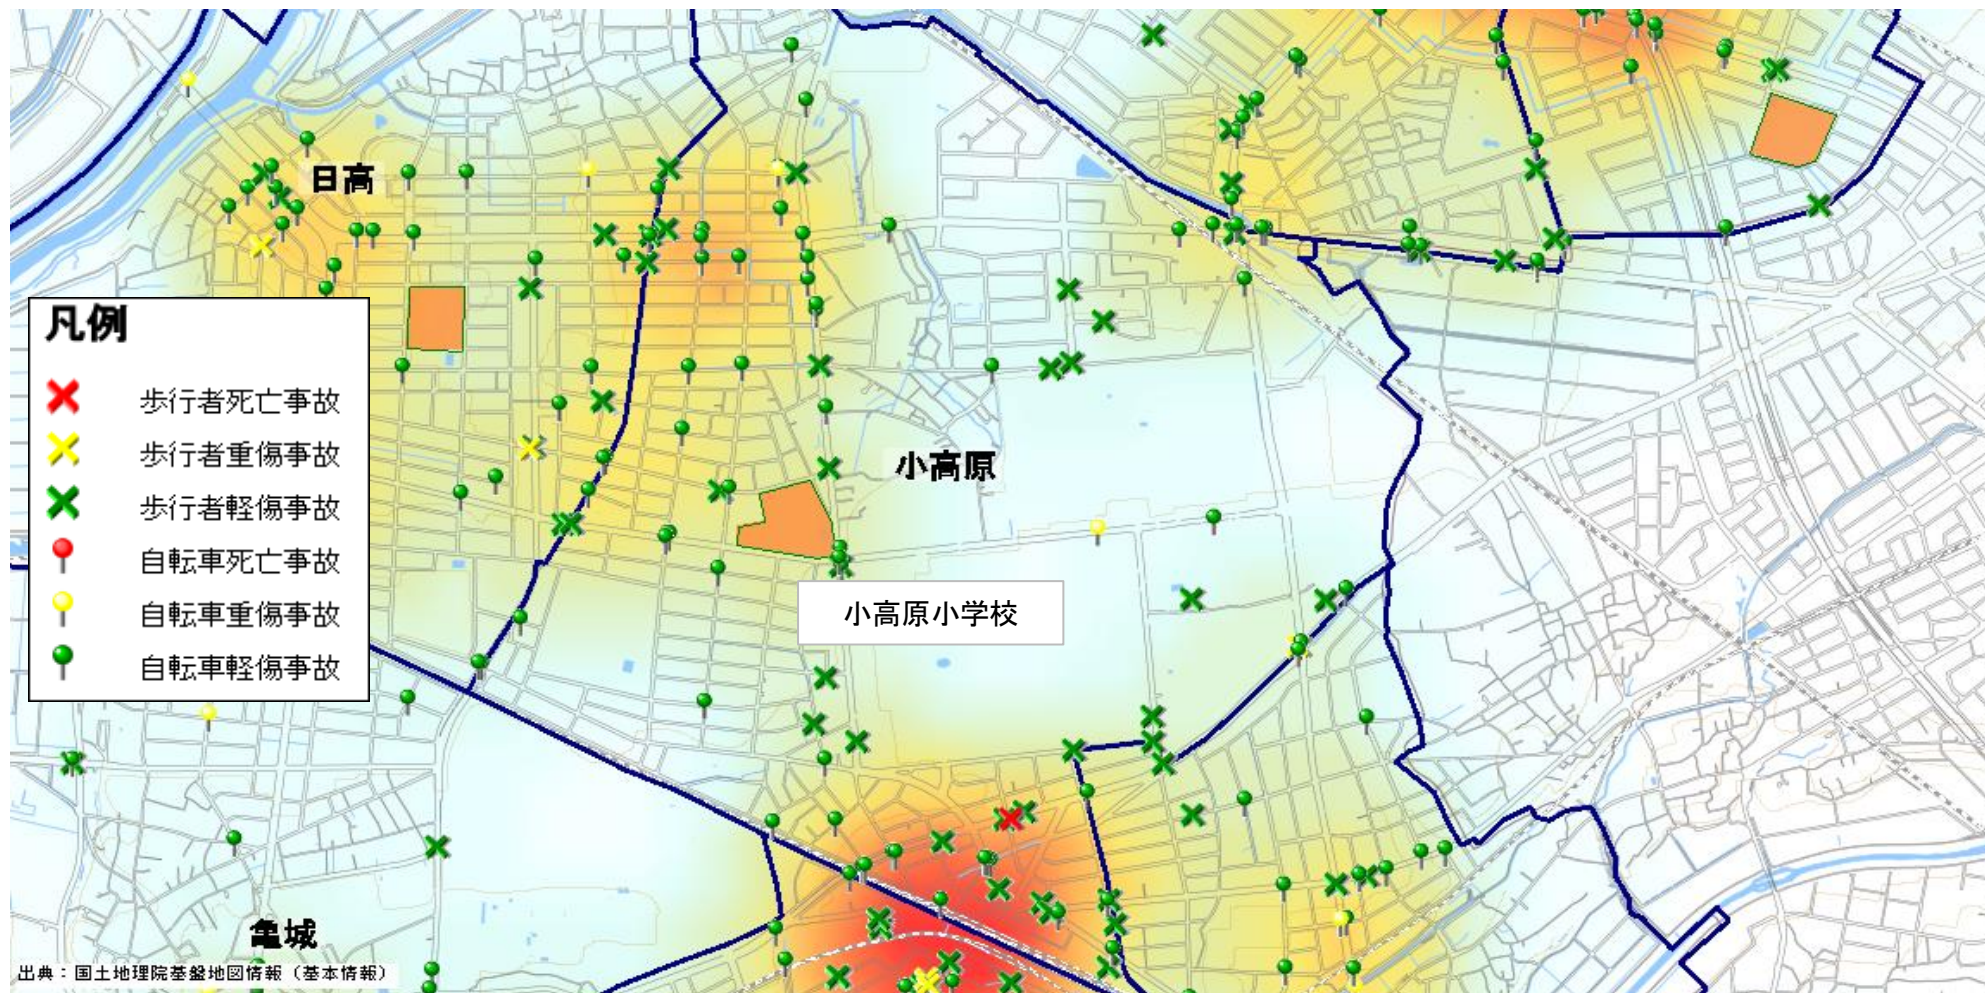 日高
凡例
歩行者死亡事故
歩行者重傷事故
歩行者軽傷事故
自転車死亡事故
自転車重傷事故
自転車軽傷事故
小高原
小高原小学校
亀城
出典：国土地理院基盤地図情報（基本情報）